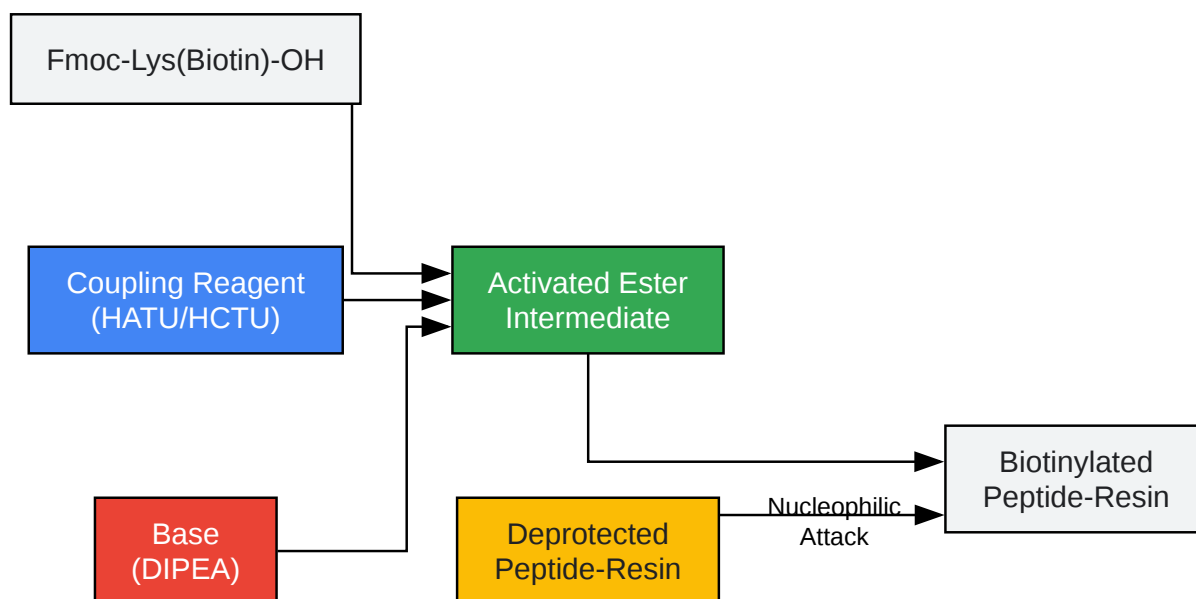 Fmoc-Lys(Biotin)-OH
Coupling Reagent
(HATU/HCTU)
Activated Ester
Intermediate
Biotinylated
Peptide-Resin
Base
(DIPEA)
Deprotected
Peptide-Resin
Nucleophilic
Attack